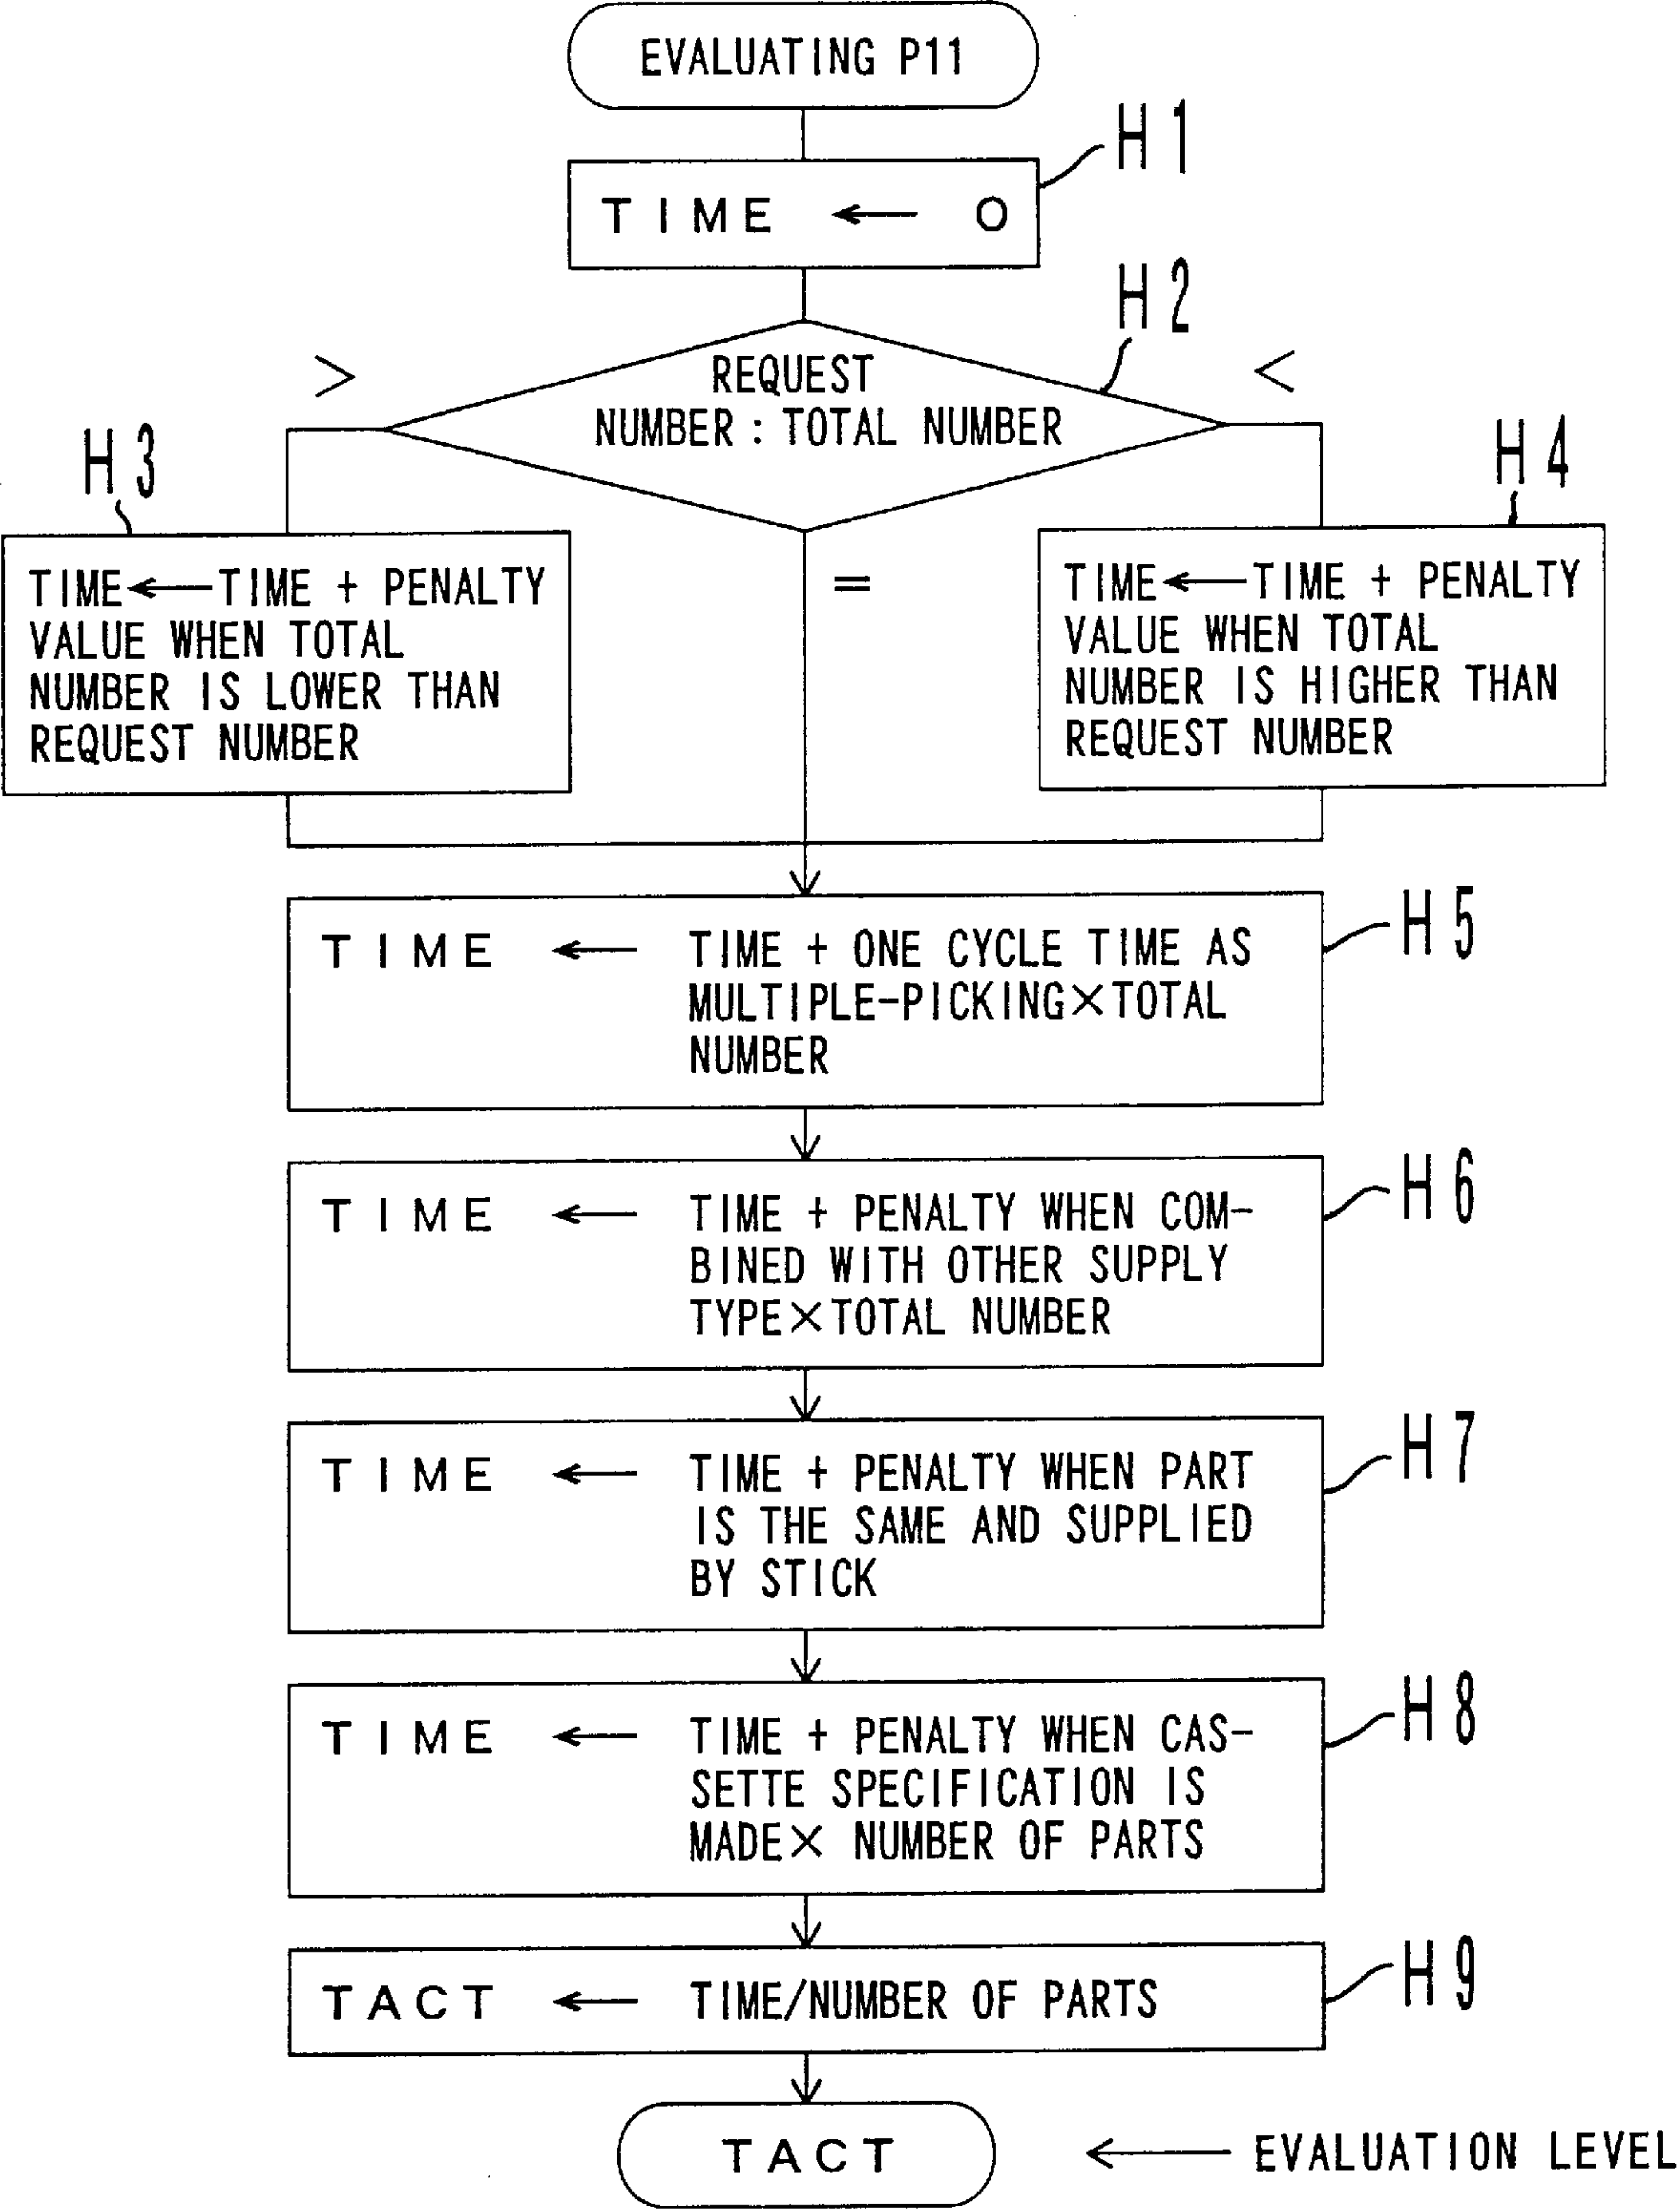 EVALUATING P11
H1
TIME ← 0
H2
> REQUEST <
NUMBER : TOTAL NUMBER
H3
H4
TIME←TIME + PENALTY
VALUE WHEN TOTAL
NUMBER IS LOWER THAN
REQUEST NUMBER
=
TIME←TIME + PENALTY
VALUE WHEN TOTAL
NUMBER IS HIGHER THAN
REQUEST NUMBER
H5
TIME ← TIME + ONE CYCLE TIME AS
MULTIPLE-PICKING×TOTAL
NUMBER
H6
TIME ← TIME + PENALTY WHEN COM-
BINED WITH OTHER SUPPLY
TYPE×TOTAL NUMBER
H7
TIME ← TIME + PENALTY WHEN PART
IS THE SAME AND SUPPLIED
BY STICK
H8
TIME ← TIME + PENALTY WHEN CAS-
SETTE SPECIFICATION IS
MADE× NUMBER OF PARTS
H9
TACT ← TIME/NUMBER OF PARTS
TACT ← EVALUATION LEVEL